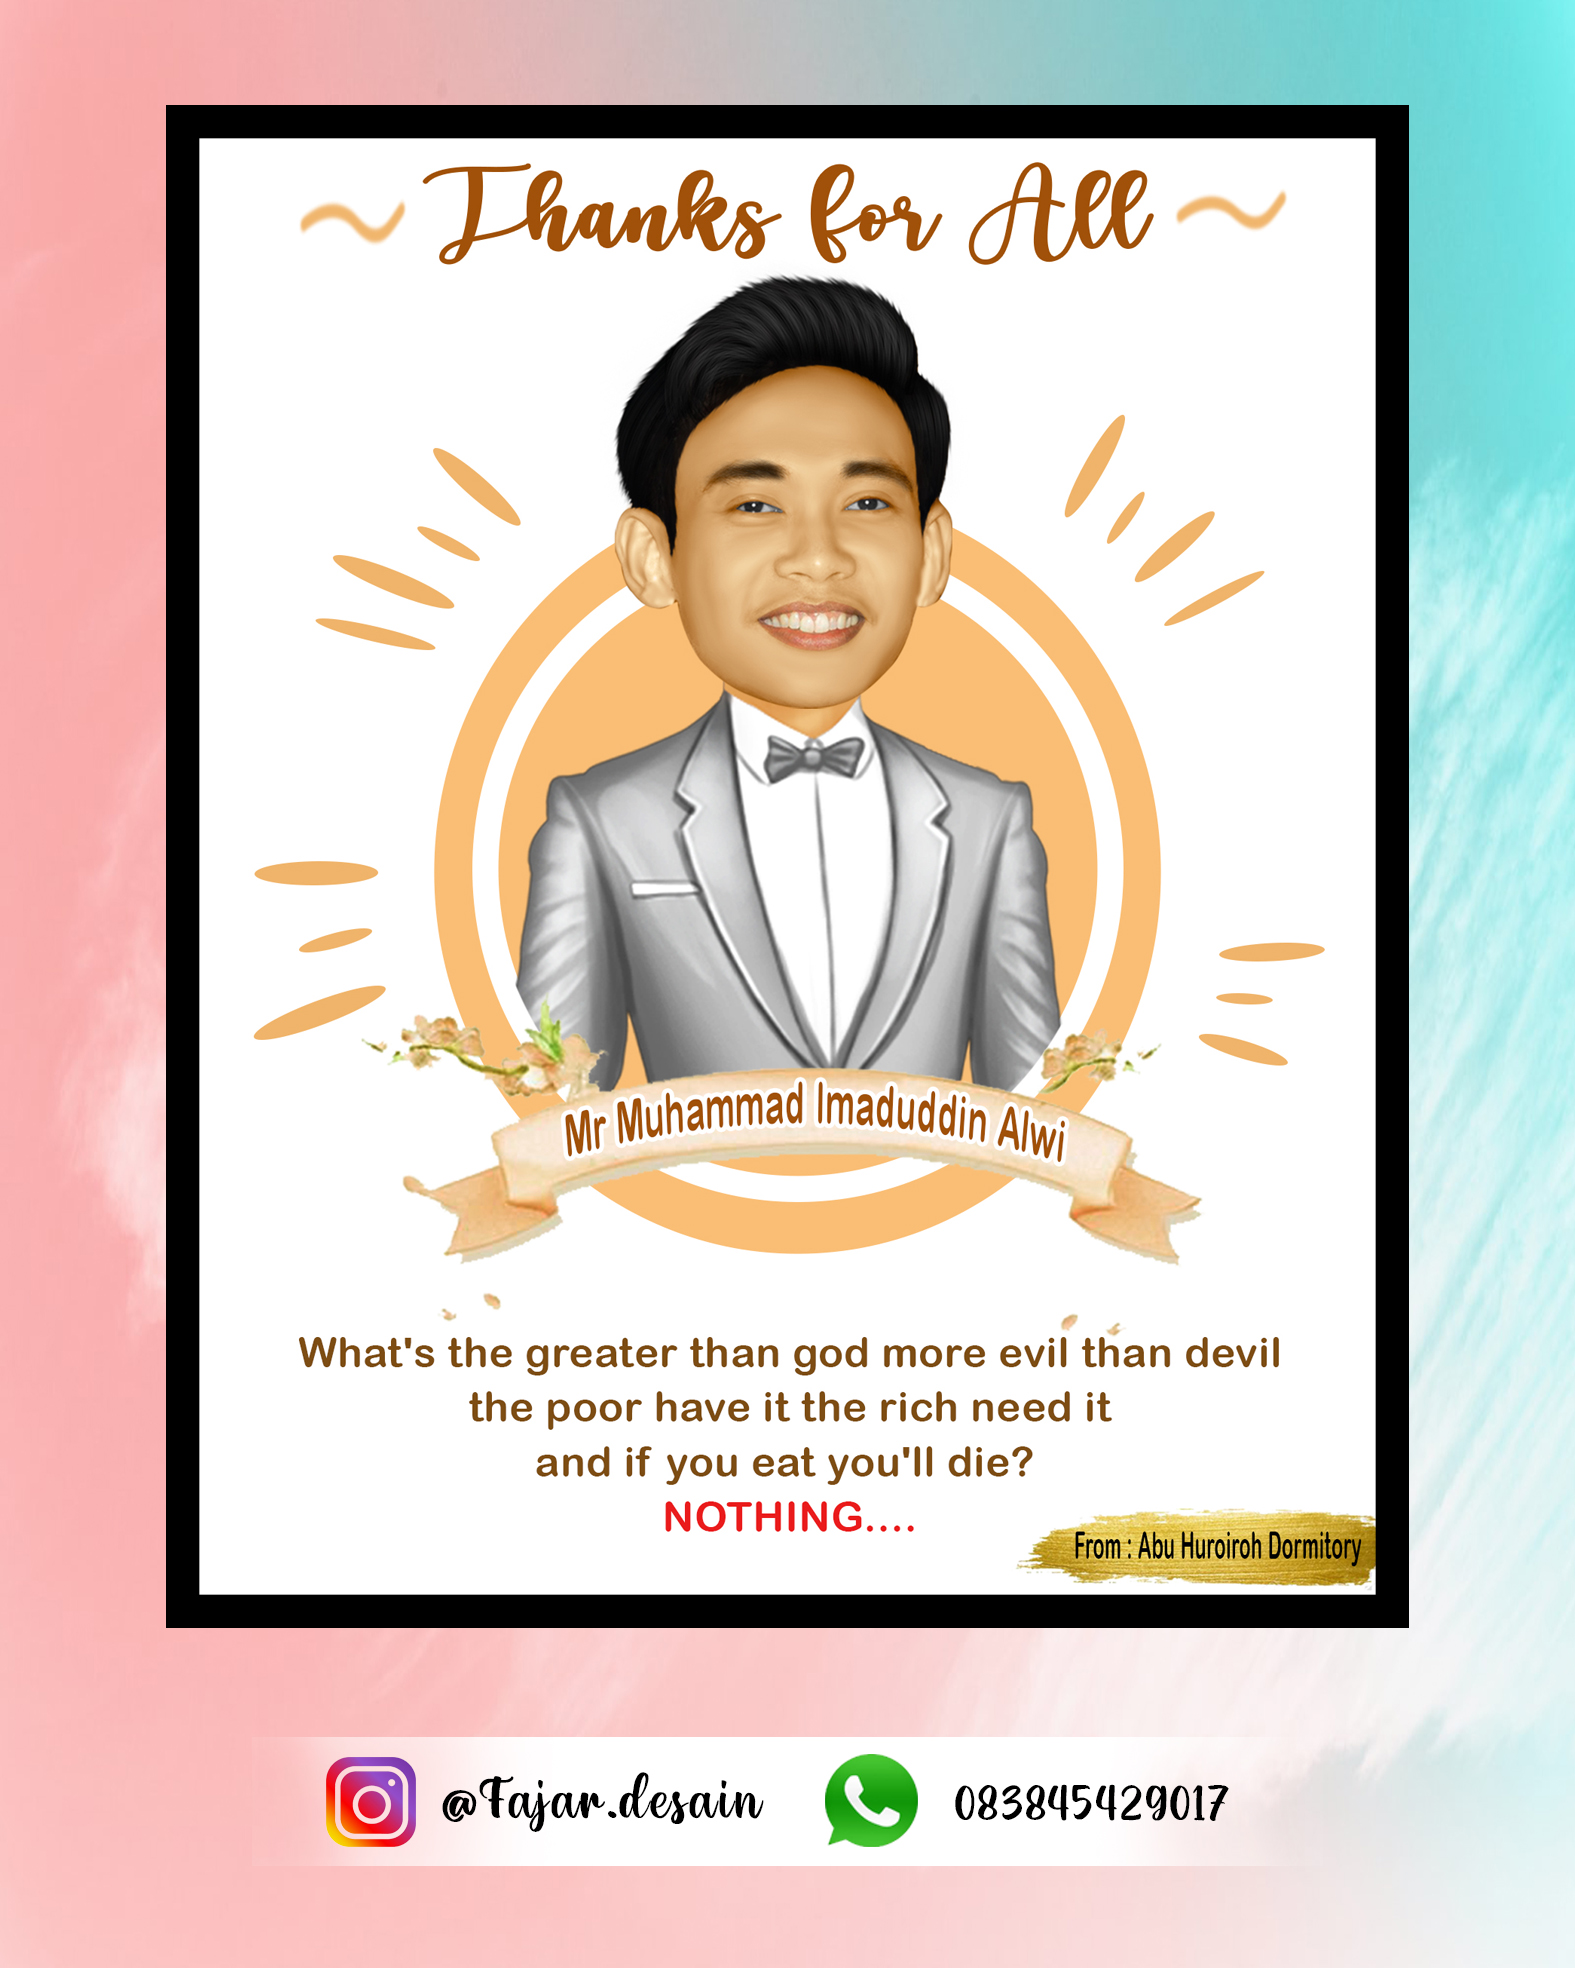 Thanks for All
Mr Muhammad Imaduddin Alwi
What's the greater than god more evil than devil
the poor have it the rich need it
and if you eat you'll die?
NOTHING....
From : Abu Huroiroh Dormitory
@Fajar.desain
083845429017